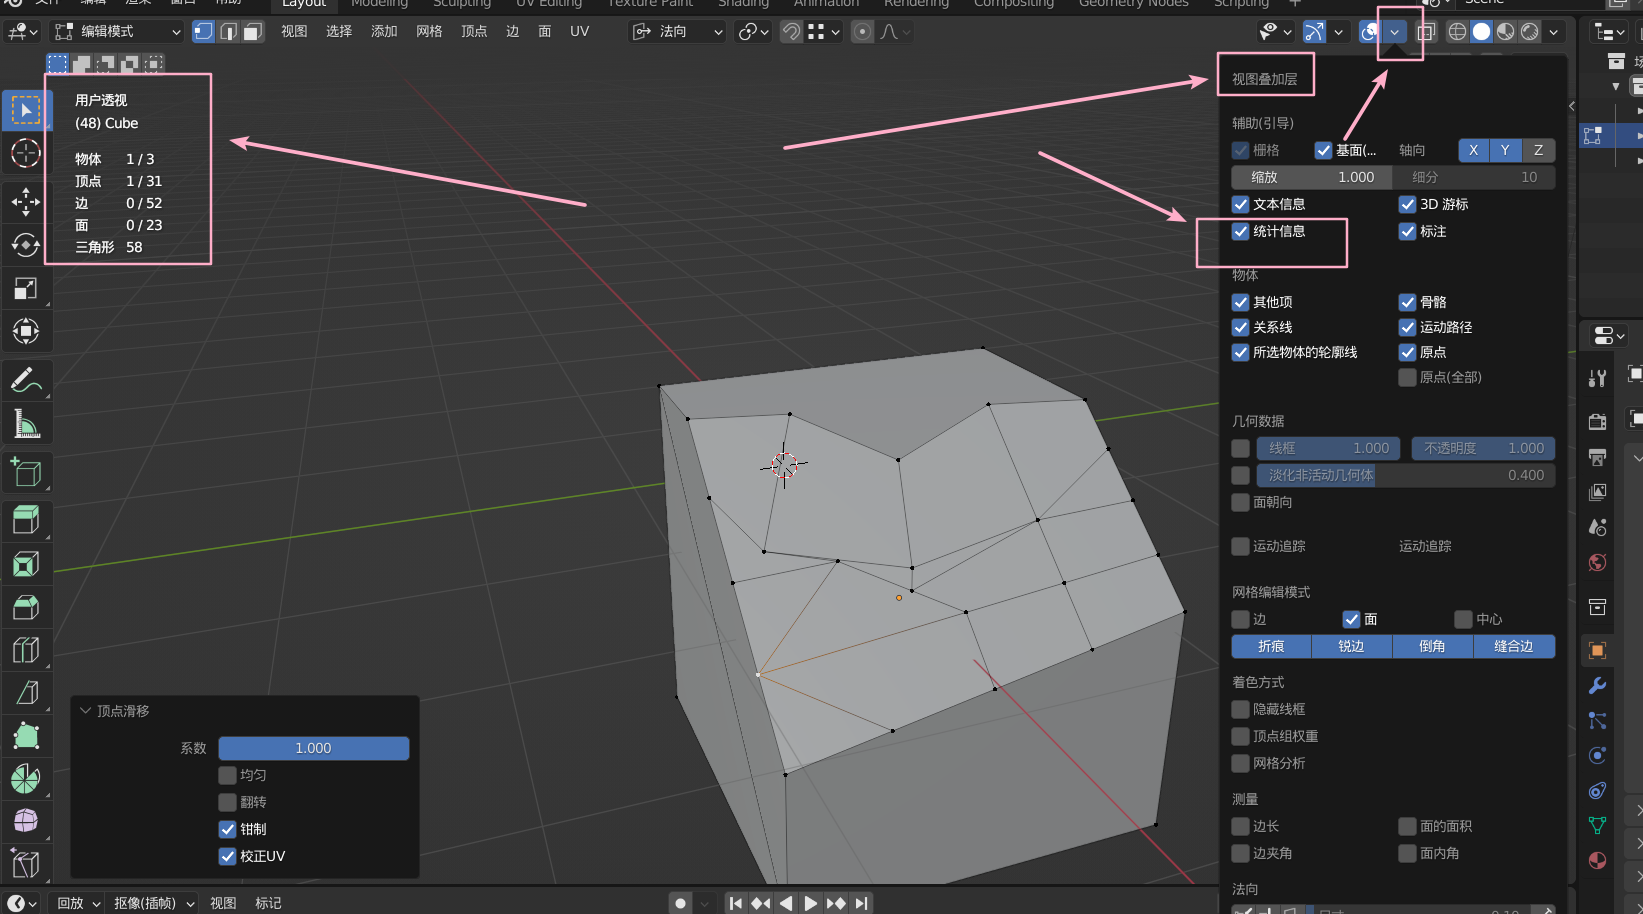 文件 编辑 渲染 窗口 帮助 Layout Modeling Sculpting UV Editing Texture Paint Shading Animation Rendering Compositing Geometry Nodes Scripting + Scene
编辑模式 视图 选择 添加 网格 顶点 边 面 UV 法向
用户透视
(48) Cube
物体 1 / 3
顶点 1 / 31
边 0 / 52
面 0 / 23
三角形 58
视图叠加层
辅助(引导)
栅格 基面(... 轴向 X Y Z
缩放 1.000 细分 10
文本信息 3D 游标
统计信息 标注
物体
其他项 骨骼
关系线 运动路径
所选物体的轮廓线 原点
原点(全部)
几何数据
线框 1.000 不透明度 1.000
淡化非活动几何体 0.400
面朝向
运动追踪 运动追踪
网格编辑模式
边 面 中心
折痕 锐边 倒角 缝合边
着色方式
隐藏线框
顶点组权重
网格分析
测量
边长 面的面积
边夹角 面内角
法向
顶点滑移
系数 1.000
均匀
翻转
钳制
校正UV
回放 抠像(插帧) 视图 标记